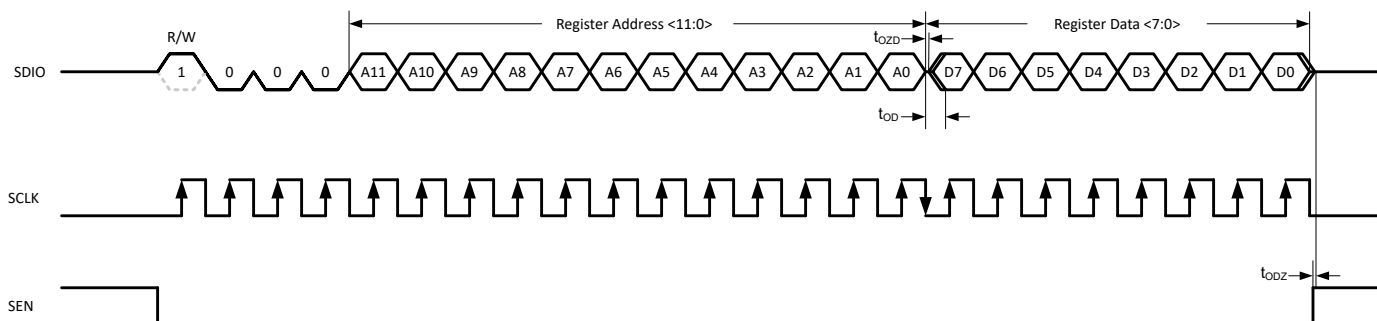 Register Address <11:0> Register Data <7:0>
R/W tOZD
SDIO 1 0 0 0 A11 A10 A9 A8 A7 A6 A5 A4 A3 A2 A1 A0 D7 D6 D5 D4 D3 D2 D1 D0
tOD
SCLK
tODZ
SEN